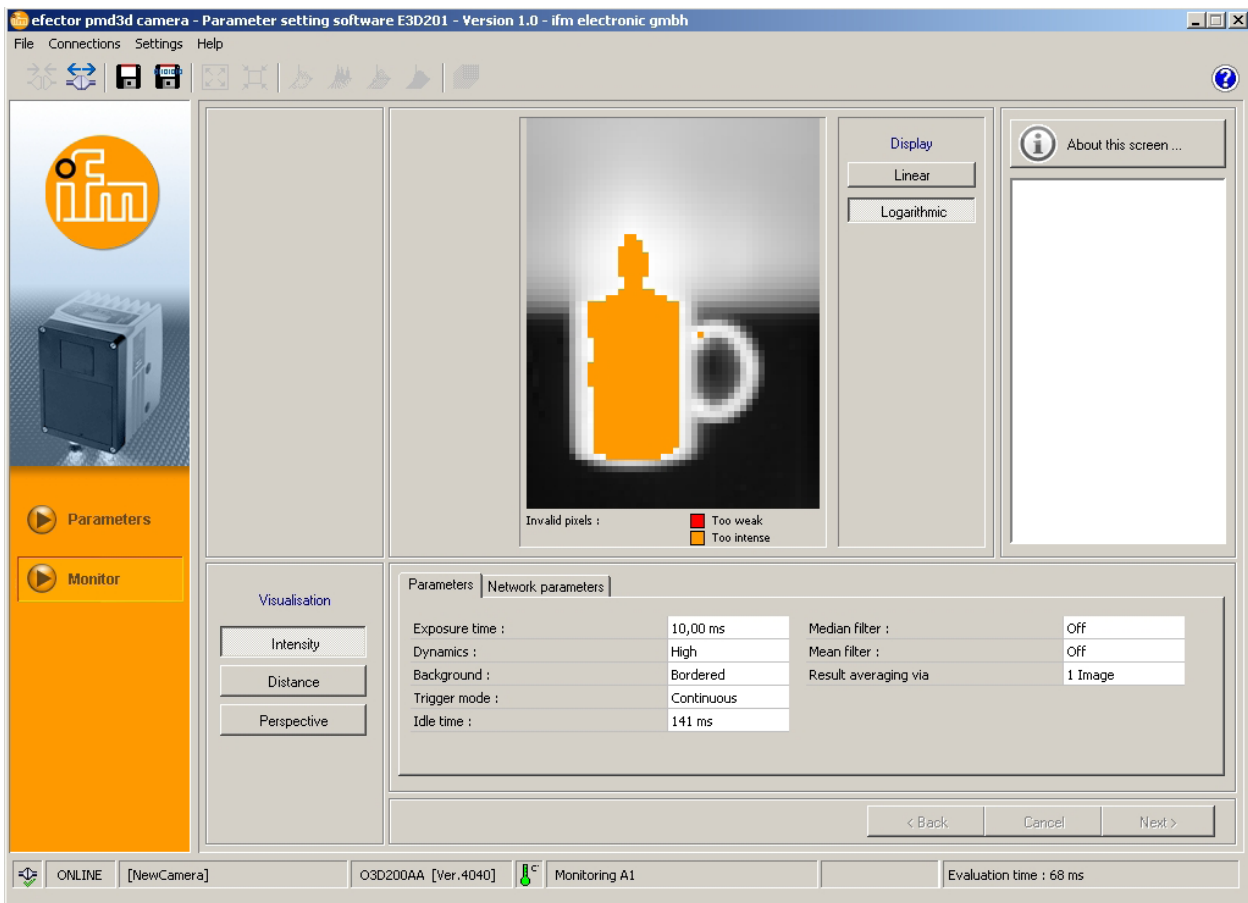 efector pmd3d camera - Parameter setting software E3D201 - Version 1.0 - ifm electronic gmbh
File Connections Settings Help
ifm
Parameters
Monitor
Display
Linear
Logarithmic
About this screen ...
Invalid pixels :
Too weak
Too intense
Visualisation
Intensity
Distance
Perspective
Parameters
Network parameters
Exposure time : 10,00 ms
Dynamics : High
Background : Bordered
Trigger mode : Continuous
Idle time : 141 ms
Median filter : Off
Mean filter : Off
Result averaging via 1 Image
< Back
Cancel
Next >
ONLINE [NewCamera] O3D200AA [Ver.4040] C° Monitoring A1 Evaluation time : 68 ms